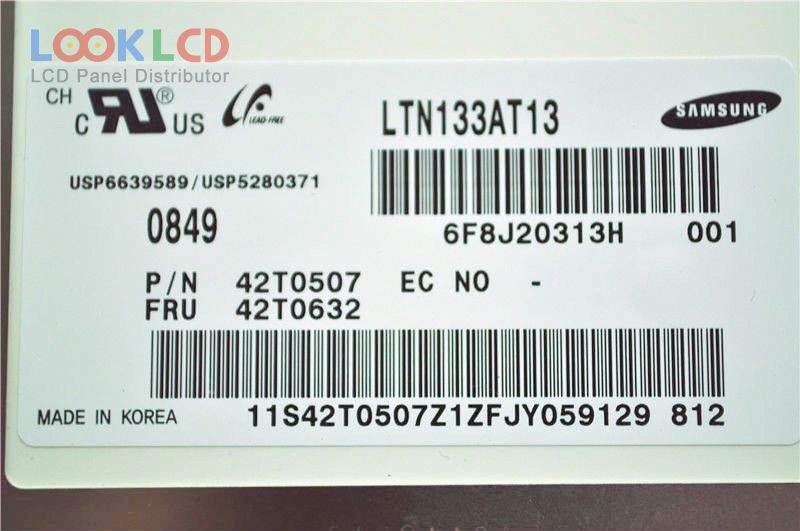 LOOK LCD
LCD Panel Distributor
CH
c RU ® US
LEAD-FREE
LTN133AT13
SAMSUNG
USP6639589/USP5280371
0849
6F8J20313H 001
P/N 42T0507 EC NO -
FRU 42T0632
MADE IN KOREA
11S42T0507Z1ZFJY059129 812